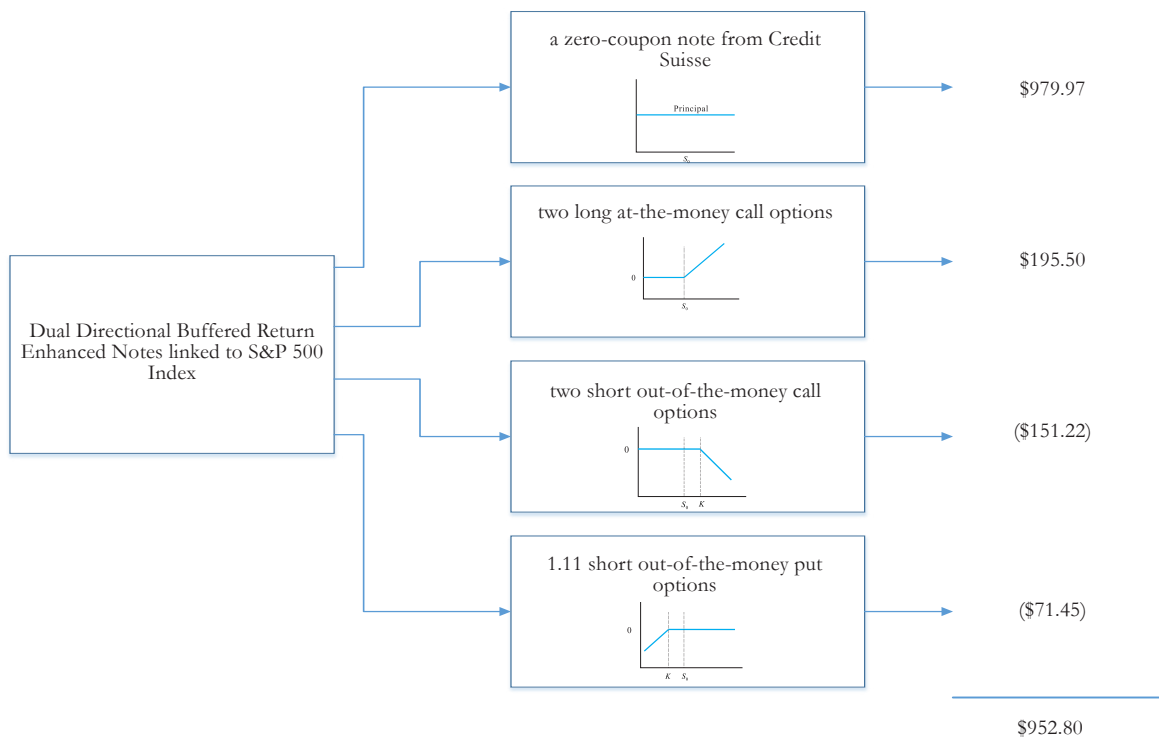 a zero-coupon note from Credit
Suisse
Principal
S₀
$979.97
two long at-the-money call options
0
S₀
$195.50
Dual Directional Buffered Return
Enhanced Notes linked to S&P 500
Index
two short out-of-the-money call
options
0
S₀ K
($151.22)
1.11 short out-of-the-money put
options
0
K S₀
($71.45)
$952.80